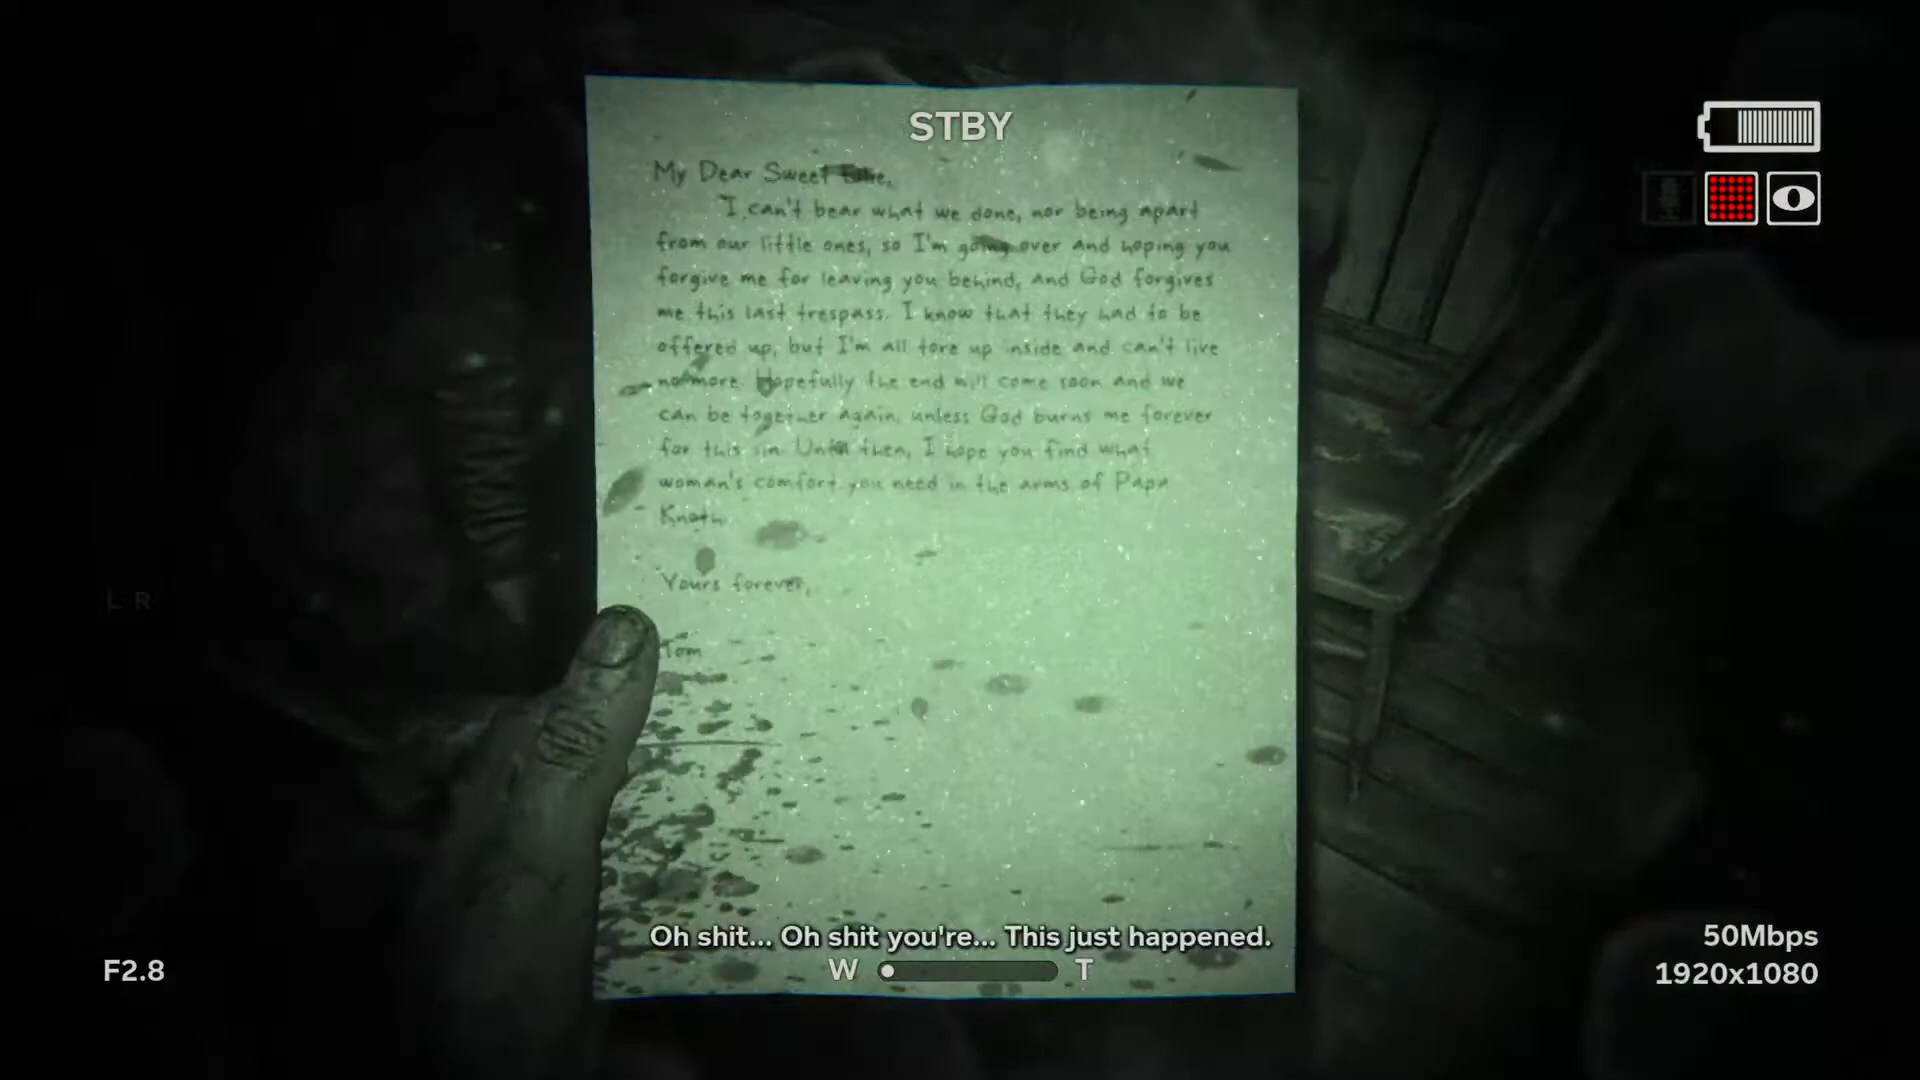 STBY
My Dear Sweet
I can't bear what we done, nor being apart
from our little ones, so I'm going over and hoping you
forgive me for leaving you behind, and God forgives
me this last trespass. I know that they had to be
offered up, but I'm all tore up inside and can't live
no more. Hopefully the end will come soon and we
can be together again, unless God burns me forever
for this sin. Until then, I hope you find what
woman's comfort you need in the arms of Papa
Knoth.
Yours forever,
Tom
L R
Oh shit... Oh shit you're... This just happened.
W T
F2.8
50Mbps
1920x1080